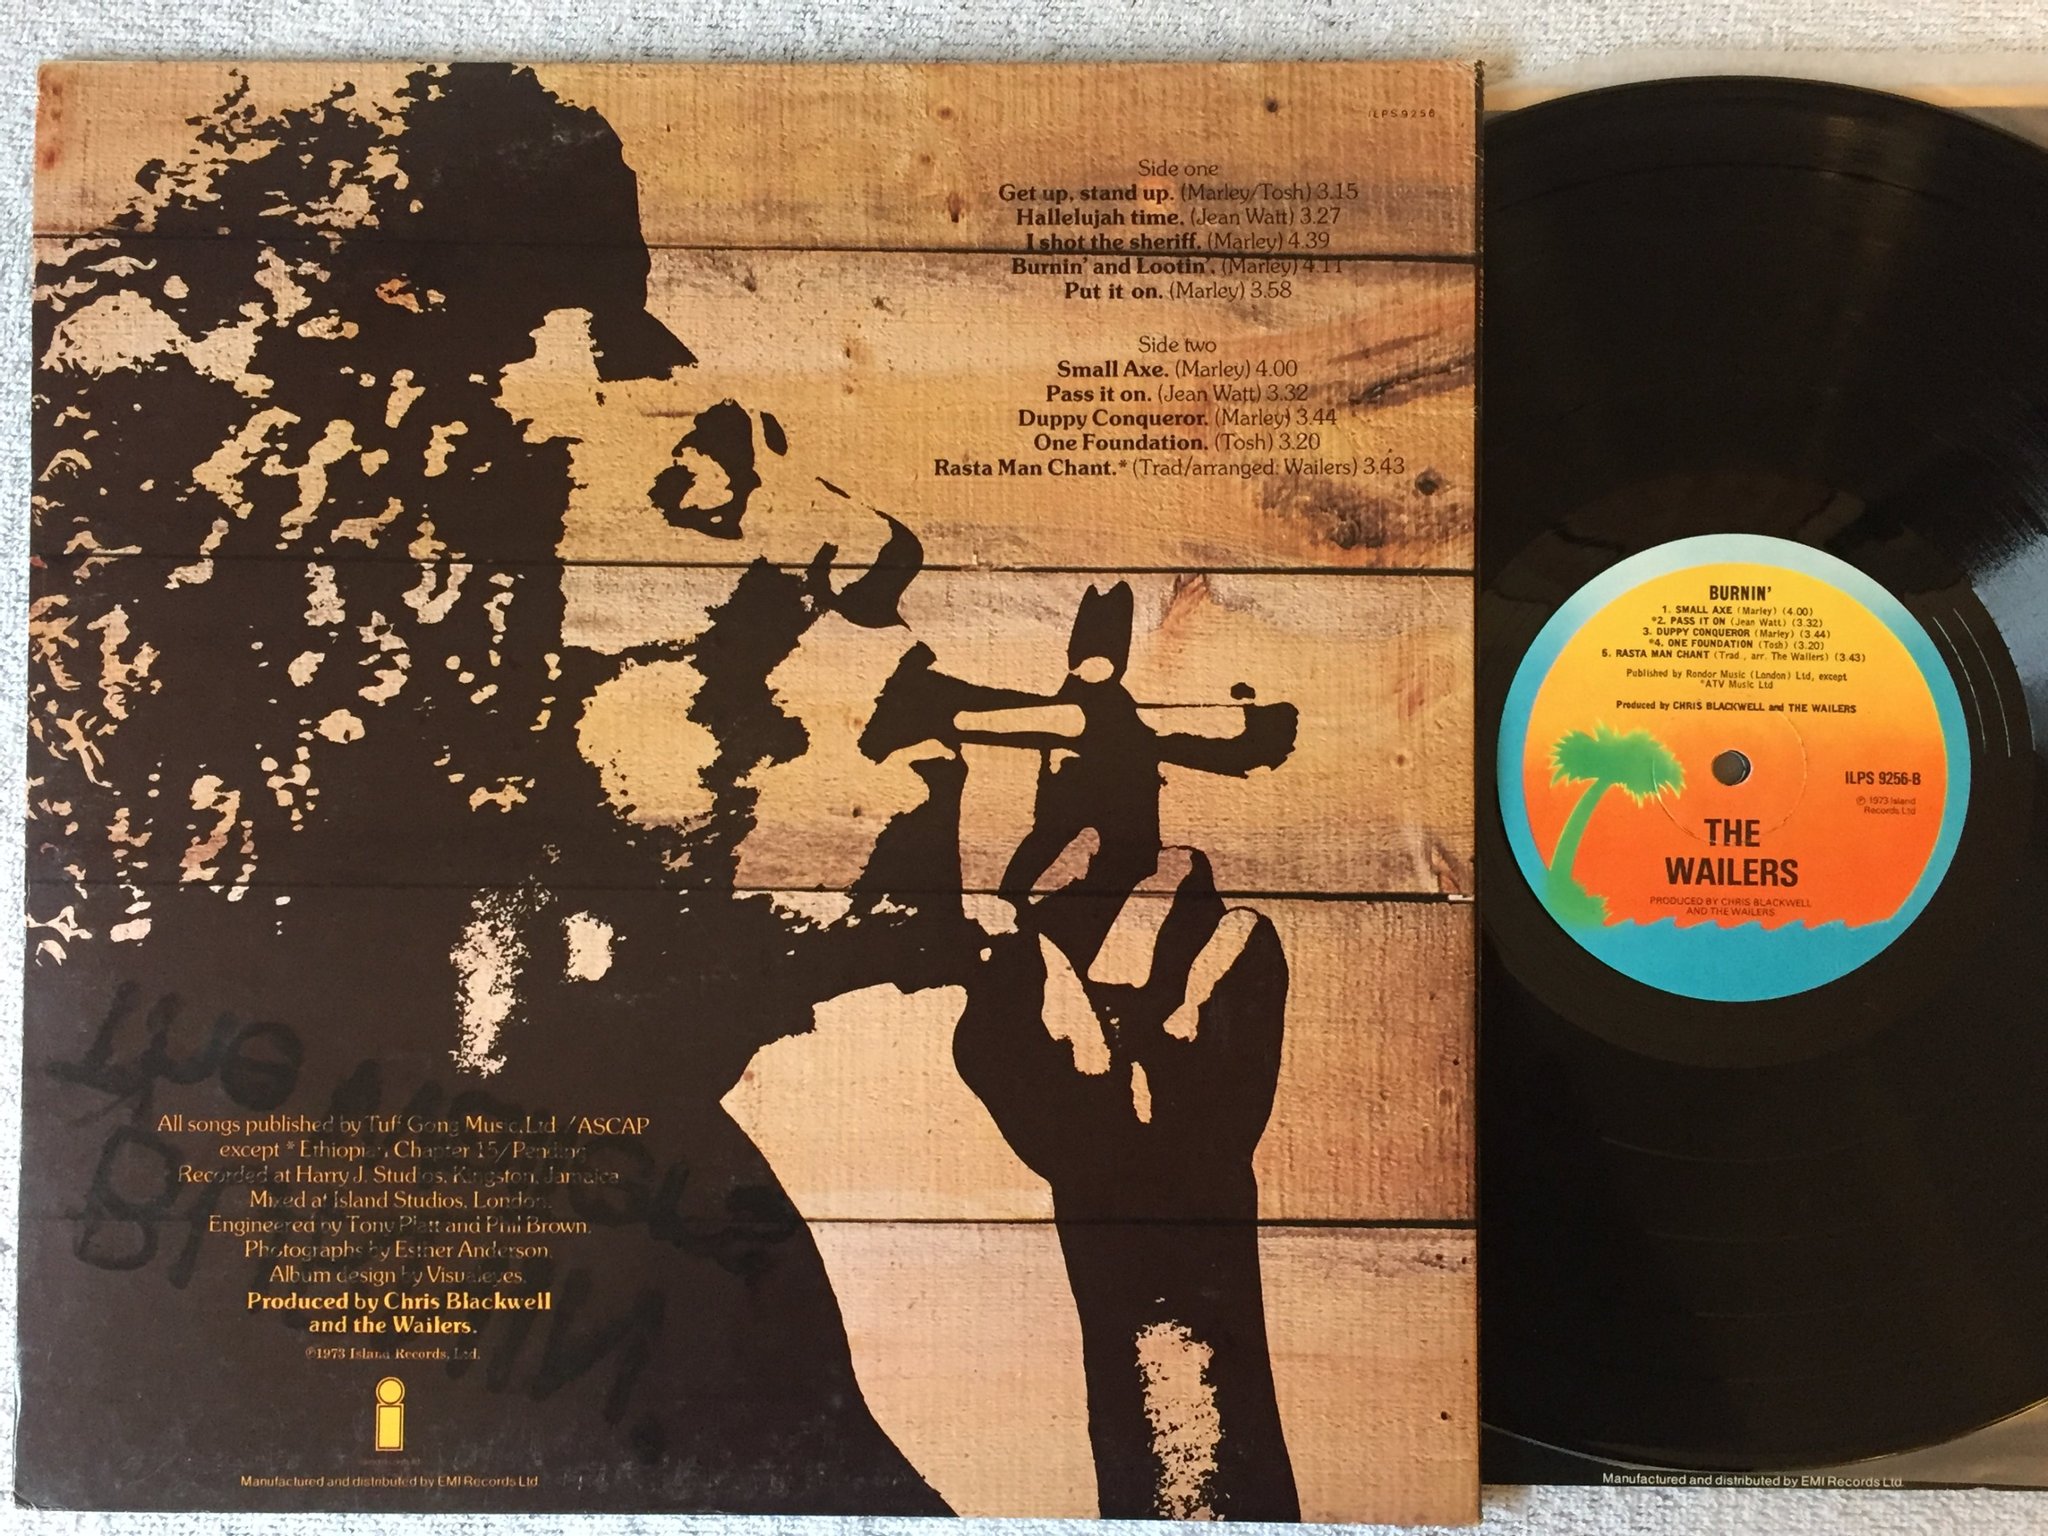 ILPS 9256
Side one
Get up, stand up. (Marley/Tosh) 3.15
Hallelujah time. (Jean Watt) 3.27
I shot the sheriff. (Marley) 4.39
Burnin' and Lootin'. (Marley) 4.11
Put it on. (Marley) 3.58
Side two
Small Axe. (Marley) 4.00
Pass it on. (Jean Watt) 3.32
Duppy Conqueror. (Marley) 3.44
One Foundation. (Tosh) 3.20
Rasta Man Chant.* (Trad/arranged: Wailers) 3.43
All songs published by Tuff Gong Music, Ltd /ASCAP
except * Ethiopian Chapter 15/Pending
Recorded at Harry J. Studios, Kingston, Jamaica
Mixed at Island Studios, London.
Engineered by Tony Platt and Phil Brown.
Photographs by Esther Anderson.
Album design by Visualeyes.
Produced by Chris Blackwell
and the Wailers.
℗1973 Island Records, Ltd.
i
Manufactured and distributed by EMI Records Ltd
BURNIN'
1. SMALL AXE (Marley) (4.00)
*2. PASS IT ON (Jean Watt) (3.32)
3. DUPPY CONQUEROR (Marley) (3.44)
*4. ONE FOUNDATION (Tosh) (3.20)
5. RASTA MAN CHANT (Trad., arr. The Wailers) (3.43)
Published by Rondor Music (London) Ltd, except
*ATV Music Ltd
Produced by CHRIS BLACKWELL and THE WAILERS
ILPS 9256-B
℗ 1973 Island
Records Ltd
THE
WAILERS
PRODUCED BY CHRIS BLACKWELL
AND THE WAILERS
Manufactured and distributed by EMI Records Ltd.